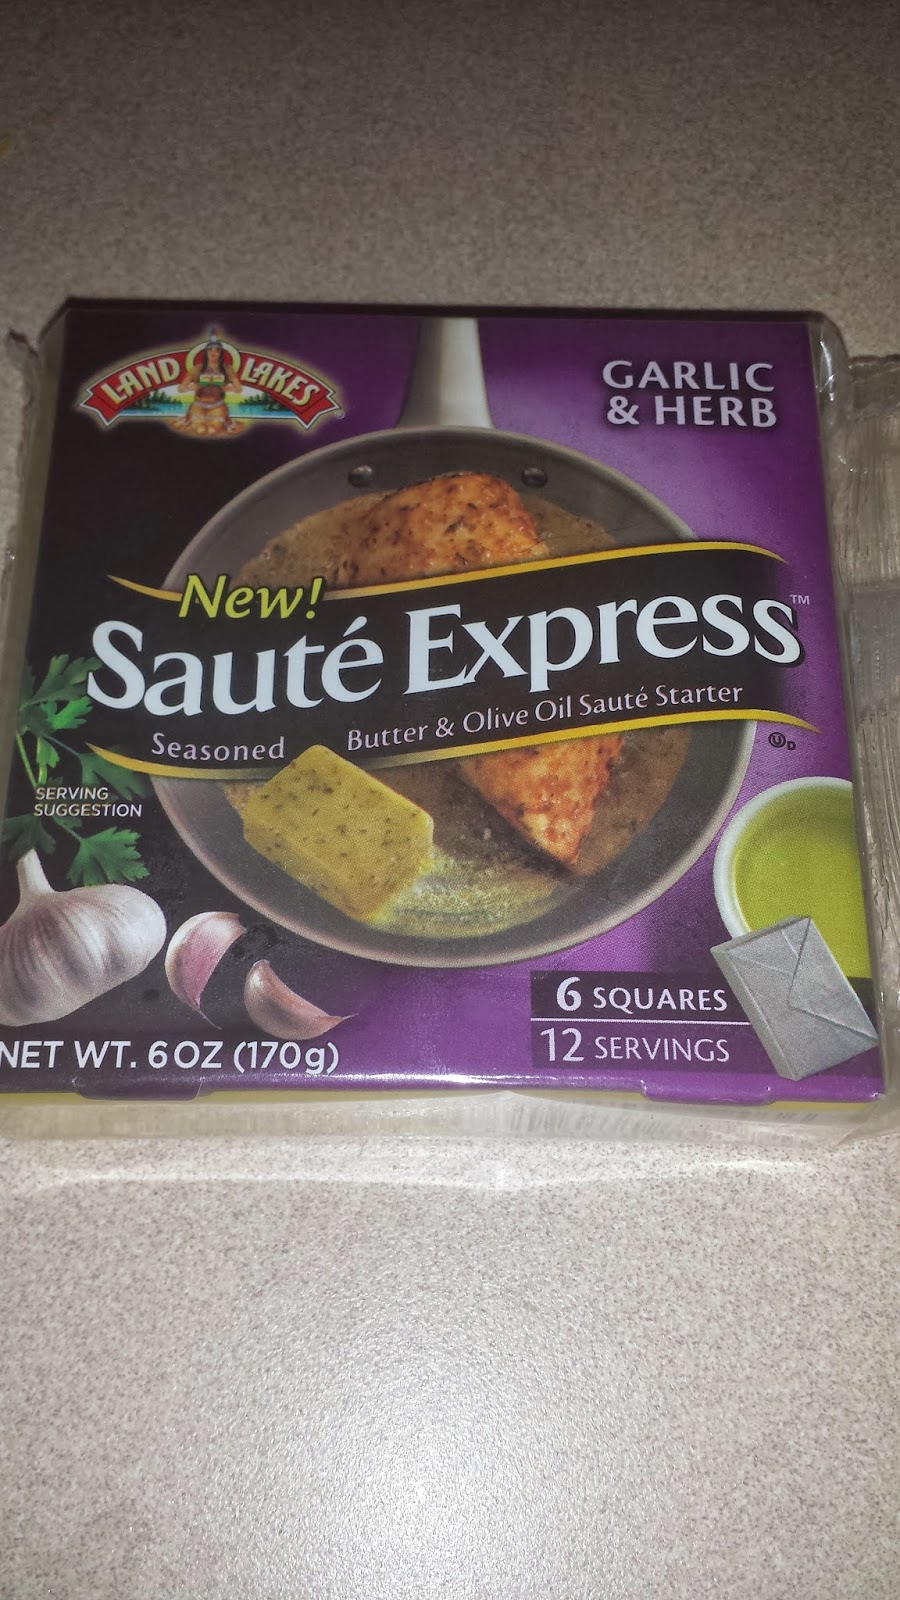 LAND O LAKES®
GARLIC
& HERB
New!
Sauté Express™
Seasoned Butter & Olive Oil Sauté Starter
UD
SERVING
SUGGESTION
6 SQUARES
12 SERVINGS
NET WT. 6 OZ (170g)